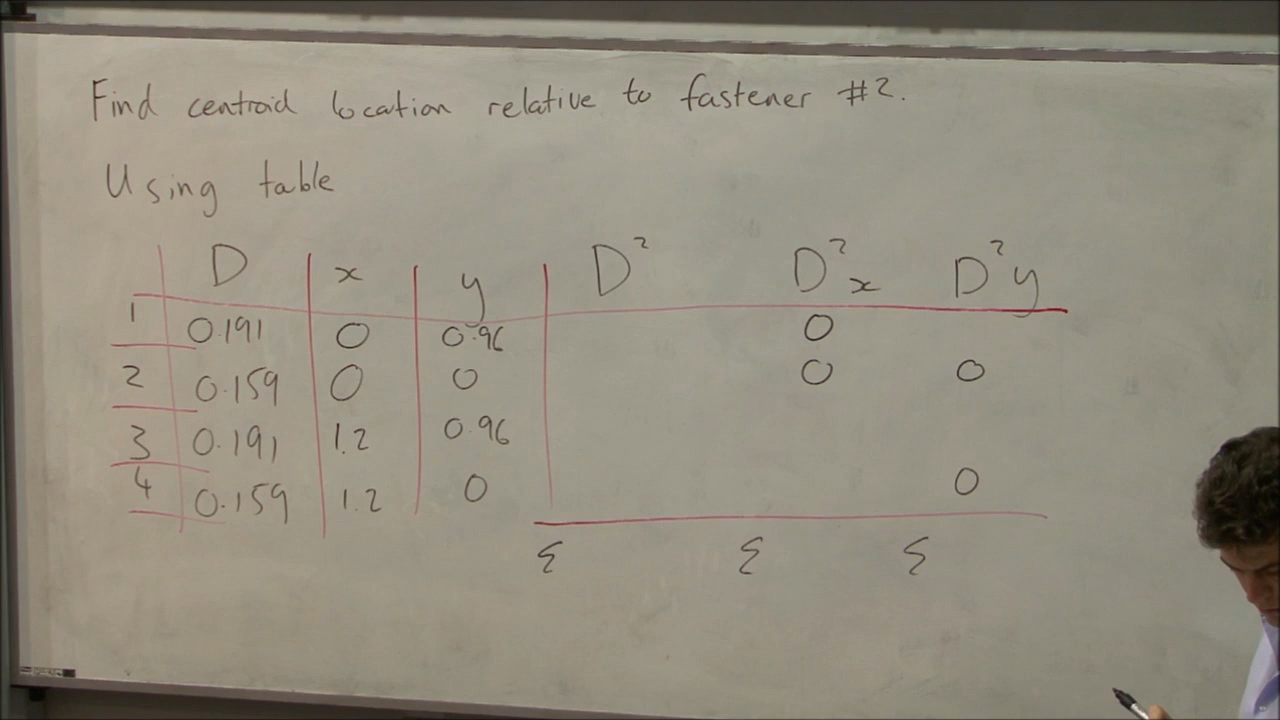 Find centroid location relative to fastener #2.
Using table
D x y D² D²x D²y
1 0.191 0 0.96 0
2 0.159 0 0 0 0
3 0.191 1.2 0.96
4 0.159 1.2 0 0
Σ Σ Σ